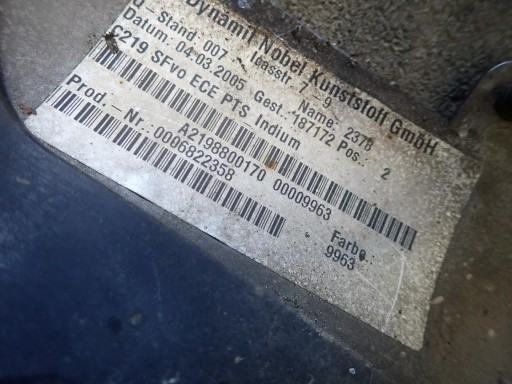 Dynamit Nobel Kunststoff GmbH
-Stand 007 7-9 Name: 2378
Datum: 04.03.2005 Gest. 187172 Pos.: 2
C219 SFvo ECE PTS Indium
A2198800170 00009963
Prod.-Nr.:0006822358
Farbe.:
9963